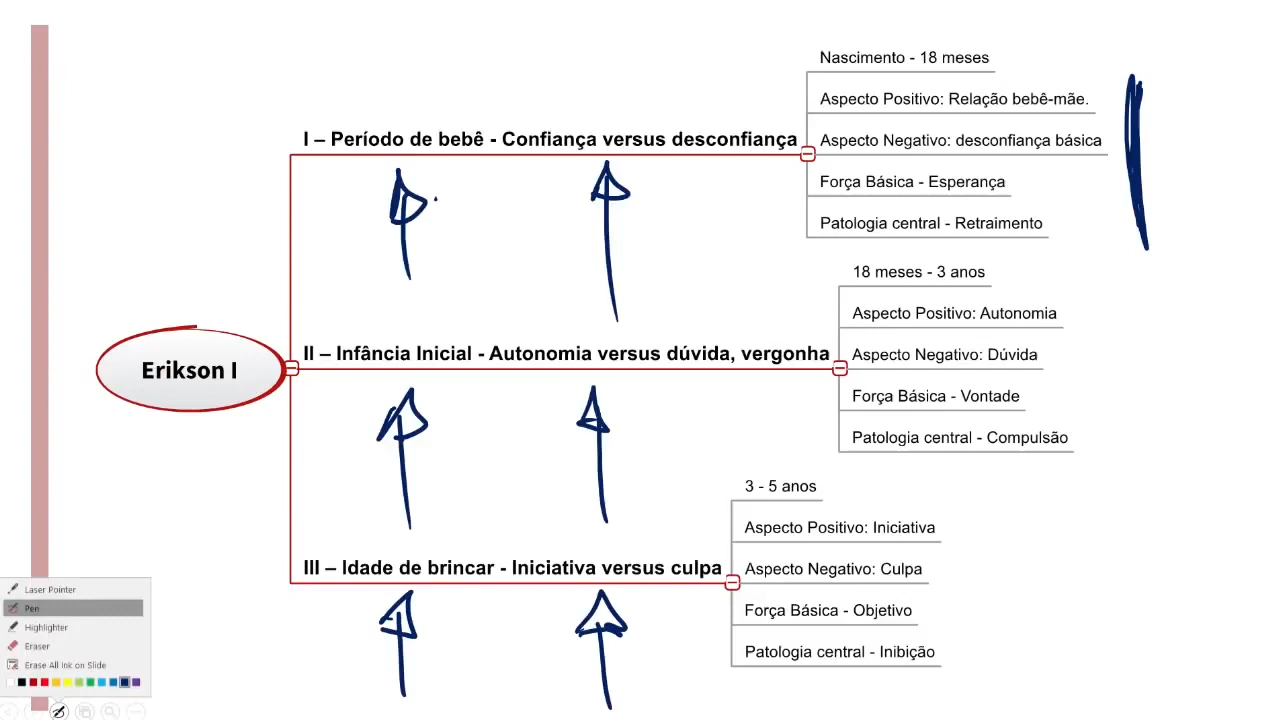 Erikson I
I – Período de bebê - Confiança versus desconfiança
Nascimento - 18 meses
Aspecto Positivo: Relação bebê-mãe.
Aspecto Negativo: desconfiança básica
Força Básica - Esperança
Patologia central - Retraimento
II – Infância Inicial - Autonomia versus dúvida, vergonha
18 meses - 3 anos
Aspecto Positivo: Autonomia
Aspecto Negativo: Dúvida
Força Básica - Vontade
Patologia central - Compulsão
III – Idade de brincar - Iniciativa versus culpa
3 - 5 anos
Aspecto Positivo: Iniciativa
Aspecto Negativo: Culpa
Força Básica - Objetivo
Patologia central - Inibição
Laser Pointer
Pen
Highlighter
Eraser
Erase All Ink on Slide